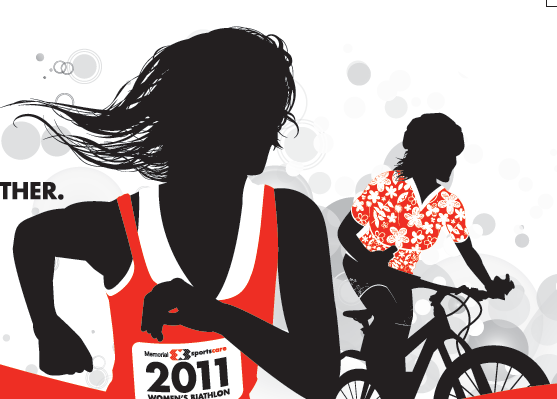 THER.
Memorial sportscare
2011
WOMEN'S BIATHLON